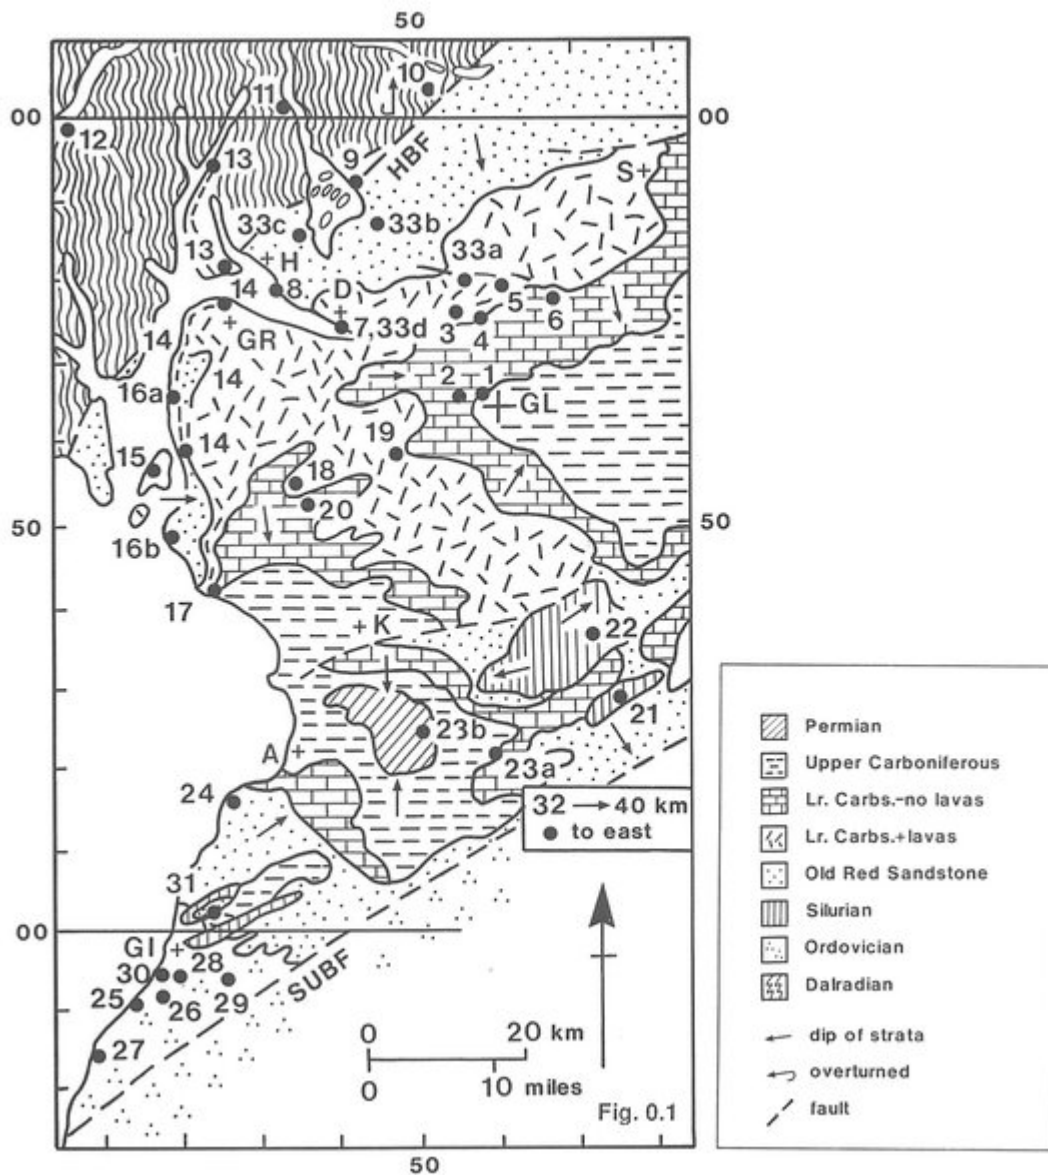 50
10
11
00
00
12
9
HBF
13
S+
33c
33b
33a
13
+H
8
D
+
5
6
14
7,33d
3
4
+
GR
14
14
2
1
16a
GL
19
14
15
18
20
50
50
16b
17
+K
22
21
23b
A +
23a
24
32 → 40 km
● to east
31
00
GI +
30
28
25
26
29
SUBF
27
0 20 km
0 10 miles
Fig. 0.1
50
Permian
Upper Carboniferous
Lr. Carbs.-no lavas
Lr. Carbs.+lavas
Old Red Sandstone
Silurian
Ordovician
Dalradian
dip of strata
overturned
fault